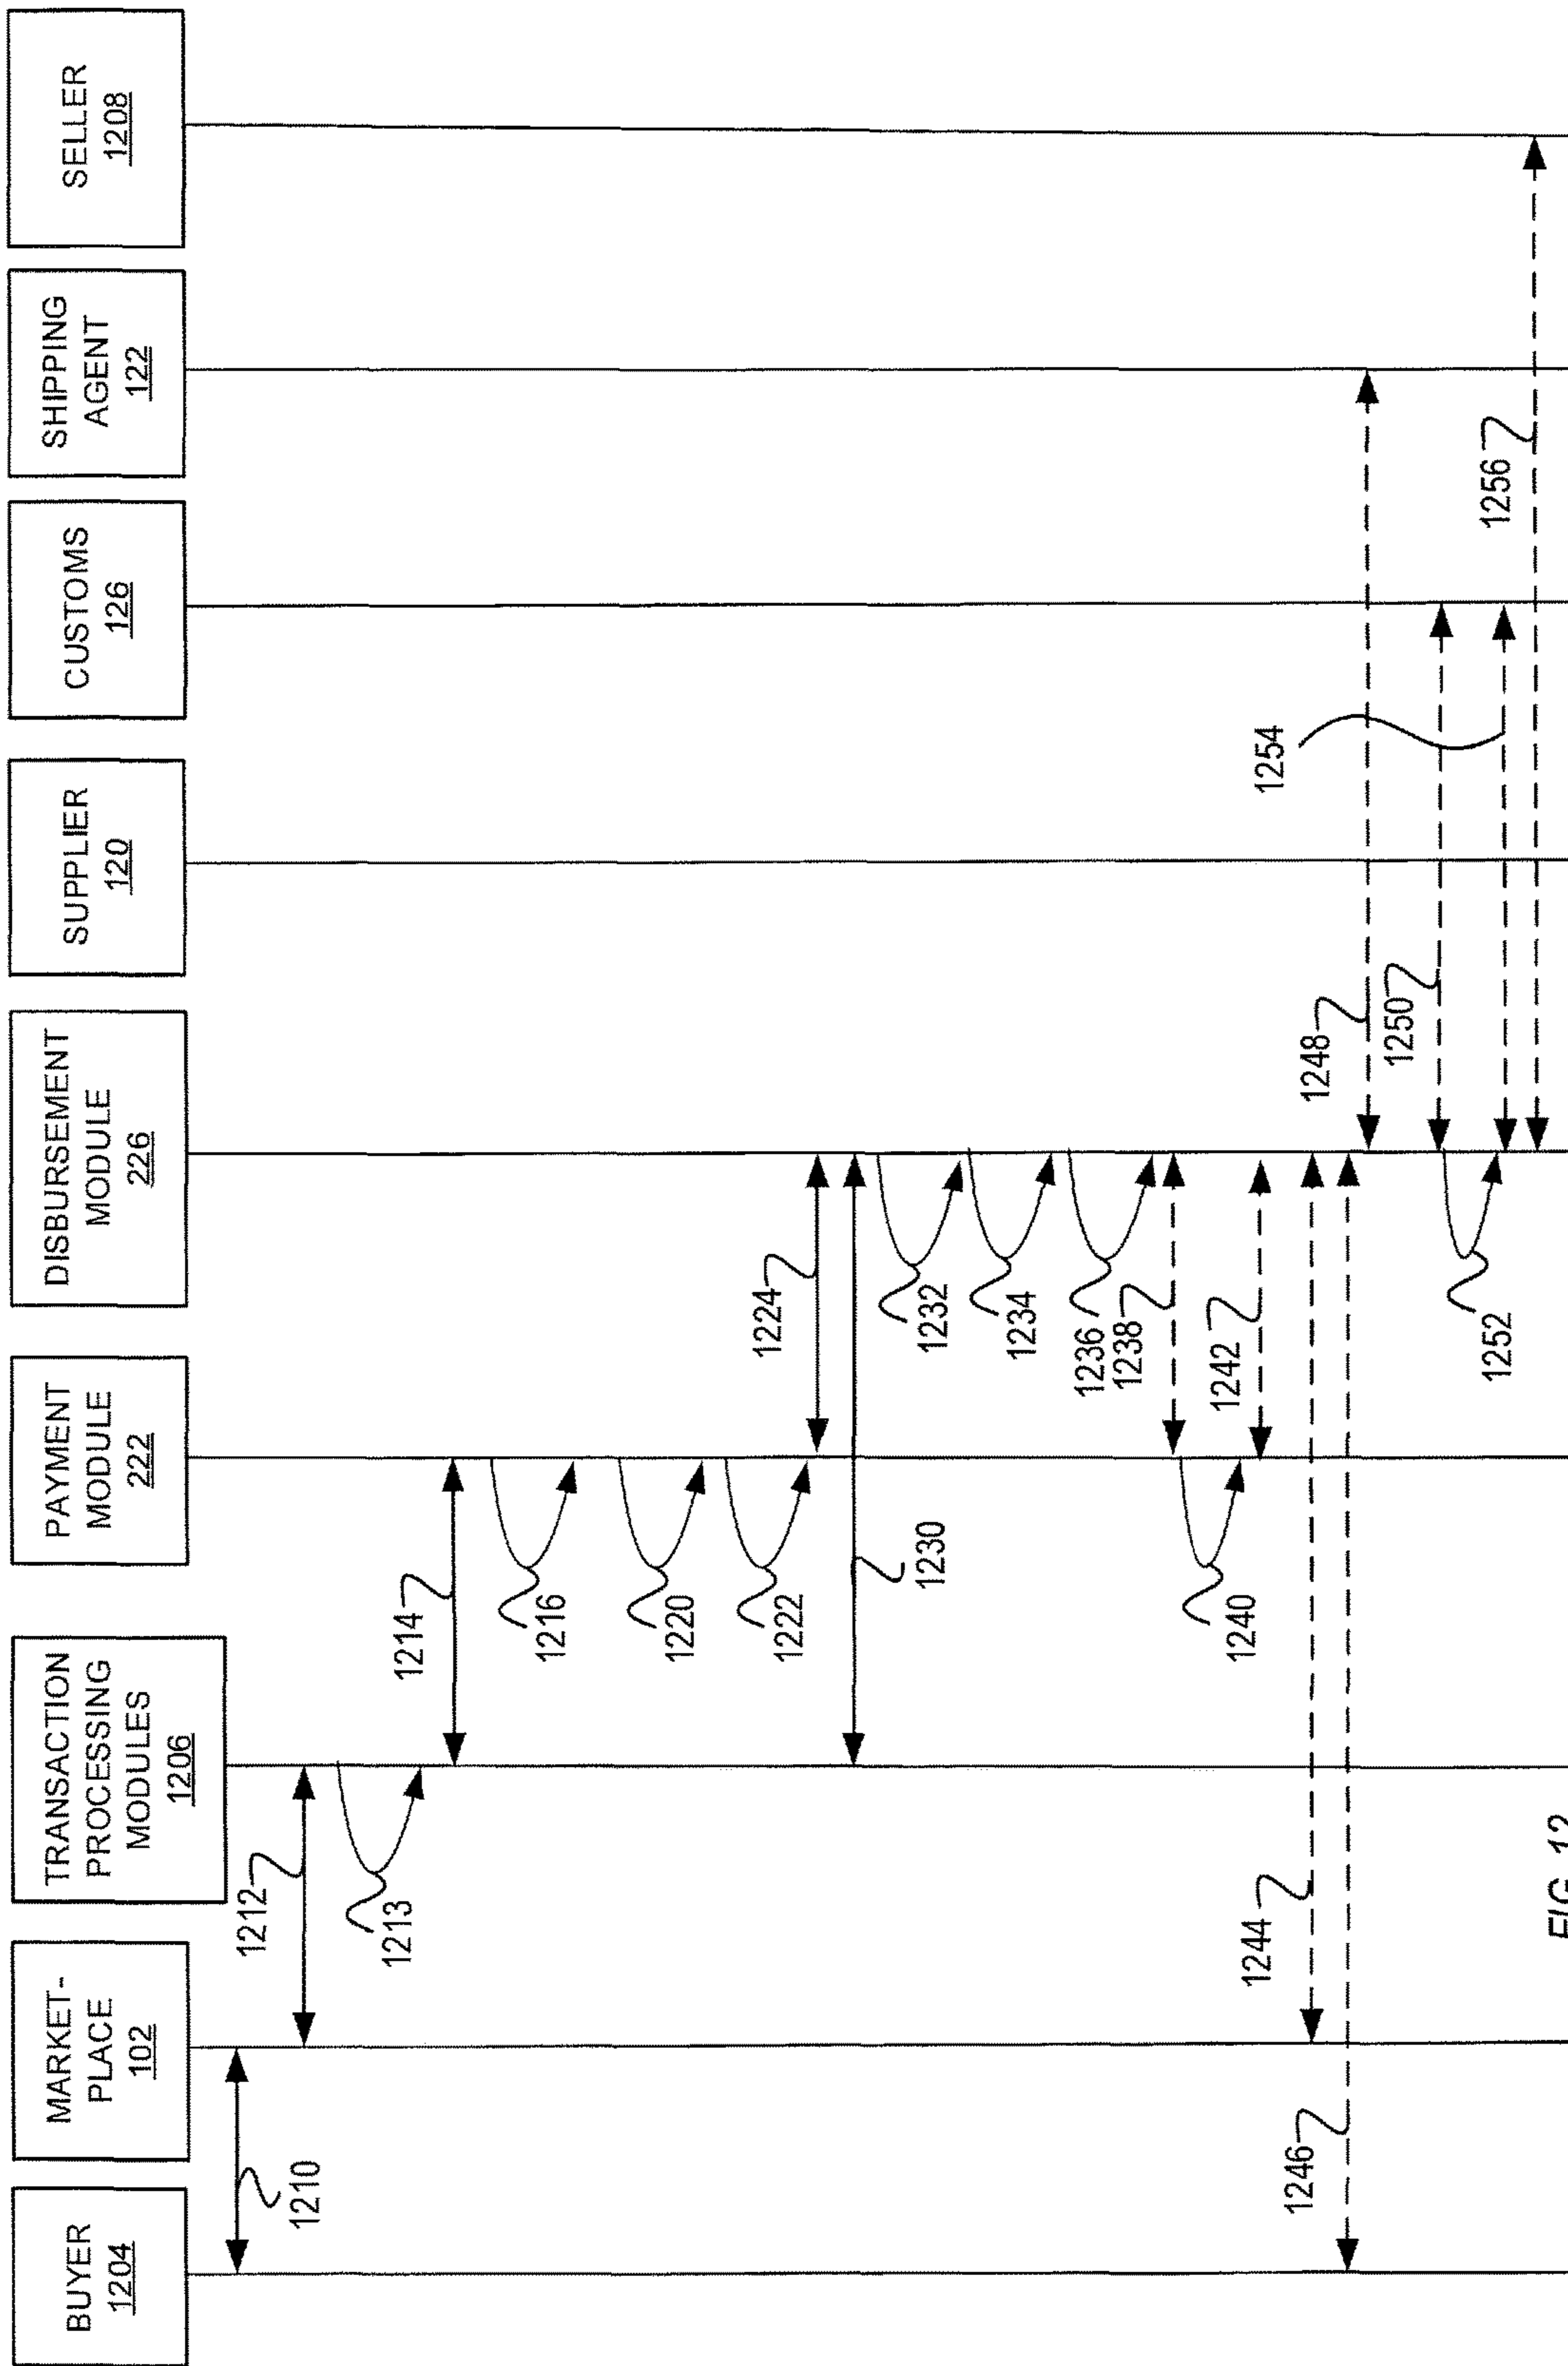 BUYER
1204
MARKET-
PLACE
102
TRANSACTION
PROCESSING
MODULES
1206
PAYMENT
MODULE
222
DISBURSEMENT
MODULE
226
SUPPLIER
120
CUSTOMS
126
SHIPPING
AGENT
122
SELLER
1208
1210
1212
1213
1214
1216
1220
1222
1224
1230
1232
1234
1236
1238
1240
1242
1244
1246
1248
1250
1252
1254
1256
FIG. 12